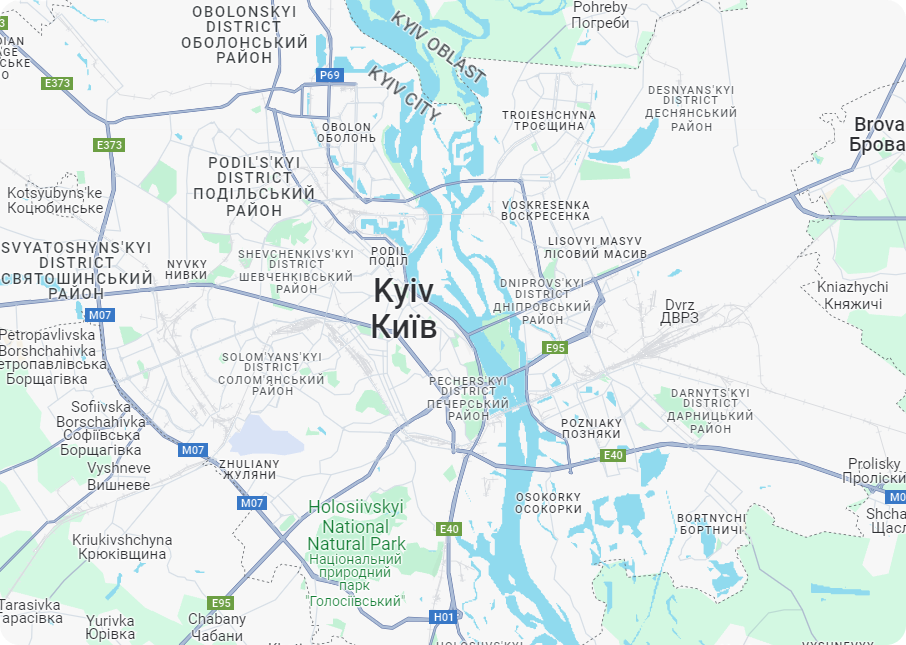 Pohreby
Погреби
OBOLONSKYI
DISTRICT
ОБОЛОНСЬКИЙ
РАЙОН
KYIV OBLAST
KYIV CITY
P69
E373
DESNYANS'KYI
DISTRICT
ДЕСНЯНСЬКИЙ
РАЙОН
TROIESHCHYNA
ТРОЄЩИНА
OBOLON
ОБОЛОНЬ
Brova
Брова
E373
PODIL'S'KYI
DISTRICT
ПОДІЛЬСЬКИЙ
РАЙОН
Kotsyubyns'ke
Коцюбинське
VOSKRESENKA
ВОСКРЕСЕНКА
SVYATOSHYNS'KYI
DISTRICT
СВЯТОШИНСЬКИЙ
РАЙОН
NYVKY
НИВКИ
SHEVCHENKIVS'KYI
DISTRICT
ШЕВЧЕНКІВСЬКИЙ
РАЙОН
PODIL
ПОДІЛ
LISOVYI MASYV
ЛІСОВИЙ МАСИВ
Kyiv
Київ
DNIPROVS'KYI
DISTRICT
ДНІПРОВСЬКИЙ
РАЙОН
Kniazhychi
Княжичі
Dvrz
ДВРЗ
M07
E95
Petropavlivska
Borshchahivka
етропавлівська
Борщагівка
SOLOM'YANS'KYI
DISTRICT
СОЛОМ'ЯНСЬКИЙ
РАЙОН
PECHERS'KYI
DISTRICT
ПЕЧЕРСЬКИЙ
РАЙОН
DARNYTS'KYI
DISTRICT
ДАРНИЦЬКИЙ
РАЙОН
Sofiivska
Borschahivka
Софіївська
Борщагівка
POZNIAKY
ПОЗНЯКИ
M07
E40
Vyshneve
Вишневе
ZHULIANY
ЖУЛЯНИ
Prolisky
Проліски
M07
OSOKORKY
ОСОКОРКИ
M0
Shcha
Щасл
Holosiivskyi
National
Natural Park
Національний
природний
парк
"Голосіївський"
E40
BORTNYCHI
БОРТНИЧІ
Kriukivshchyna
Крюківщина
E95
H01
Tarasivka
Тарасівка
Yurivka
Юрівка
Chabany
Чабани